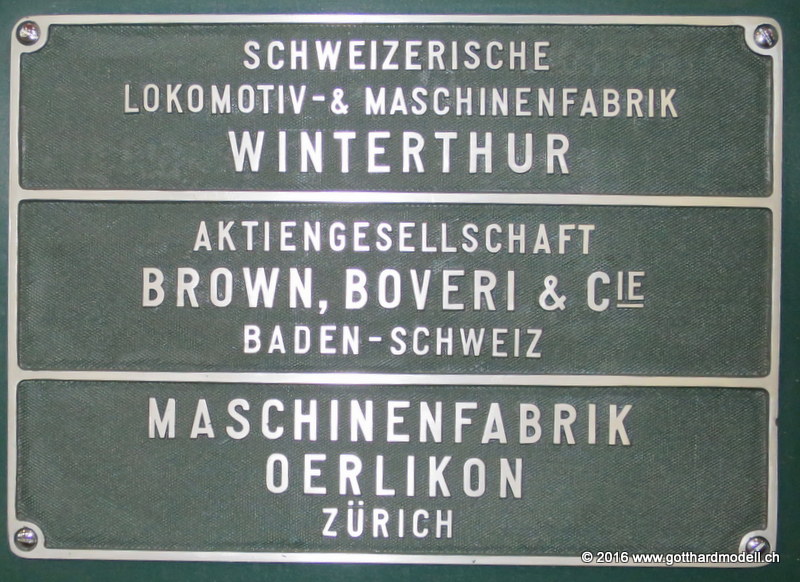 SCHWEIZERISCHE
LOKOMOTIV-& MASCHINENFABRIK
WINTERTHUR
AKTIENGESELLSCHAFT
BROWN, BOVERI & CIE
BADEN-SCHWEIZ
MASCHINENFABRIK
OERLIKON
ZÜRICH
© 2016 www.gotthardmodell.ch